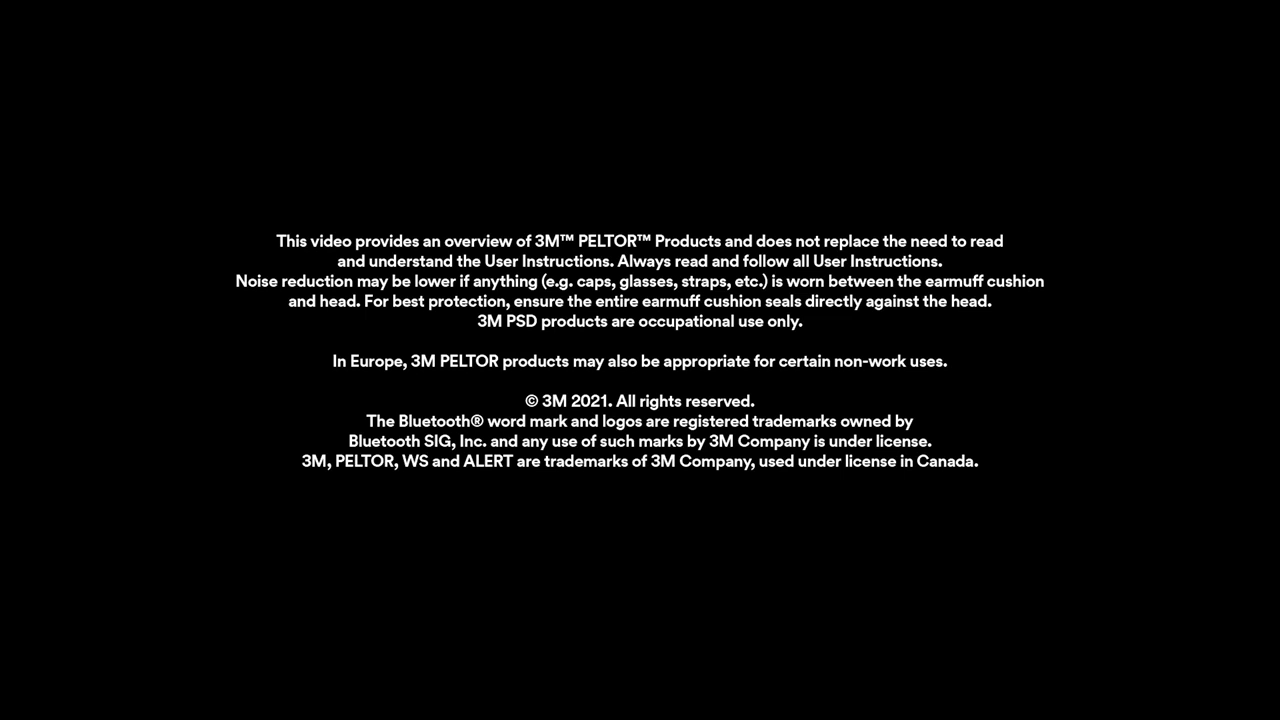 This video provides an overview of 3M™ PELTOR™ Products and does not replace the need to read
and understand the User Instructions. Always read and follow all User Instructions.
Noise reduction may be lower if anything (e.g. caps, glasses, straps, etc.) is worn between the earmuff cushion
and head. For best protection, ensure the entire earmuff cushion seals directly against the head.
3M PSD products are occupational use only.
In Europe, 3M PELTOR products may also be appropriate for certain non-work uses.
© 3M 2021. All rights reserved.
The Bluetooth® word mark and logos are registered trademarks owned by
Bluetooth SIG, Inc. and any use of such marks by 3M Company is under license.
3M, PELTOR, WS and ALERT are trademarks of 3M Company, used under license in Canada.